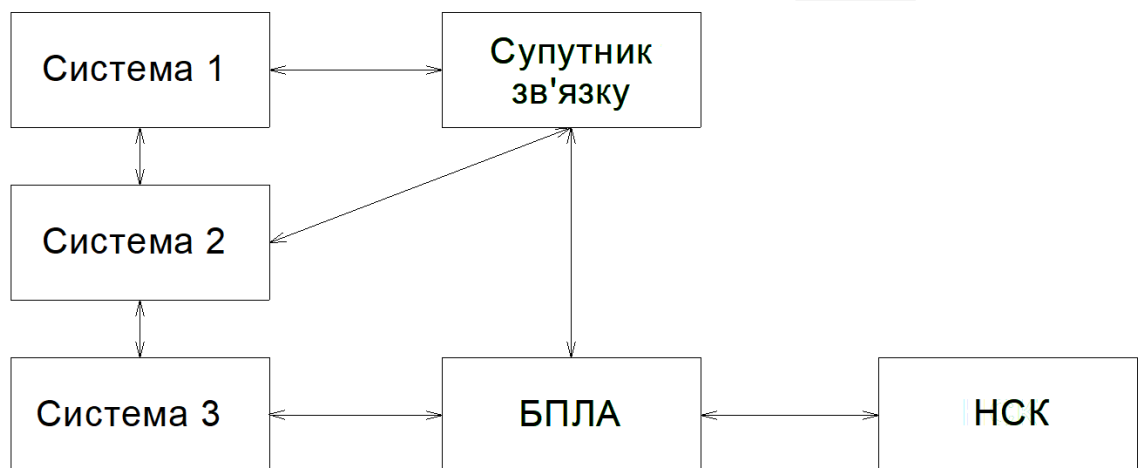 Система 1
Супутник
зв'язку
Система 2
Система 3
БПЛА
НСК